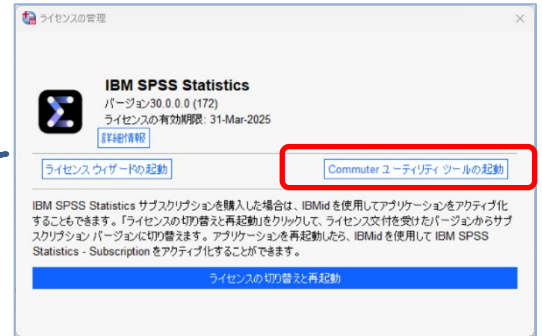 ライセンスの管理
IBM SPSS Statistics
バージョン30.0.0.0 (172)
ライセンスの有効期限: 31-Mar-2025
詳細情報
ライセンス ウィザードの起動
Commuter ユーティリティ ツールの起動
IBM SPSS Statistics サブスクリプションを購入した場合は、IBMid を使用してアプリケーションをアクティブ化
することもできます。「ライセンスの切り替えと再起動」をクリックして、ライセンス交付を受けたバージョンからサブ
スクリプション バージョンに切り替えます。アプリケーションを再起動したら、IBMid を使用して IBM SPSS
Statistics - Subscription をアクティブ化することができます。
ライセンスの切り替えと再起動